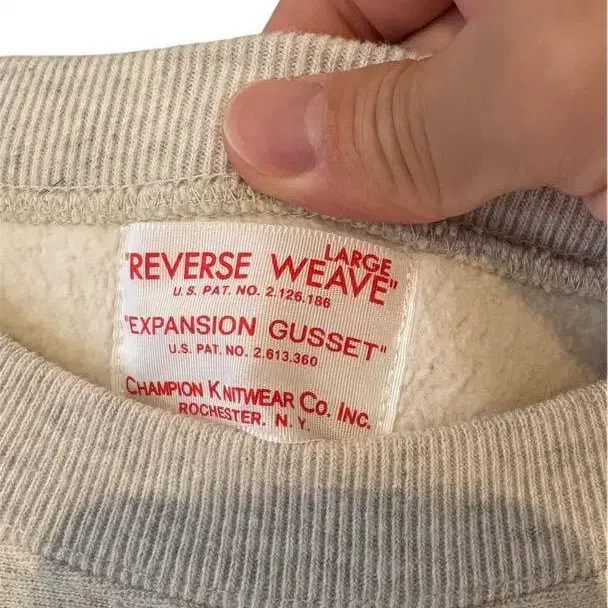 LARGE
"REVERSE WEAVE"
U.S. PAT. NO. 2.126.186
"EXPANSION GUSSET"
U.S. PAT. NO. 2.613.360
CHAMPION KNITWEAR CO. INC.
ROCHESTER. N. Y.